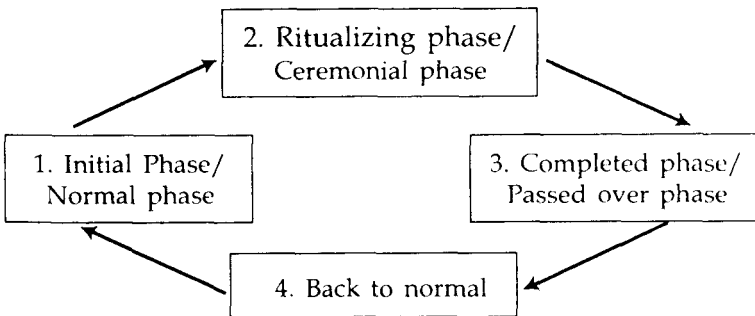 2. Ritualizing phase/
Ceremonial phase
1. Initial Phase/
Normal phase
3. Completed phase/
Passed over phase
4. Back to normal